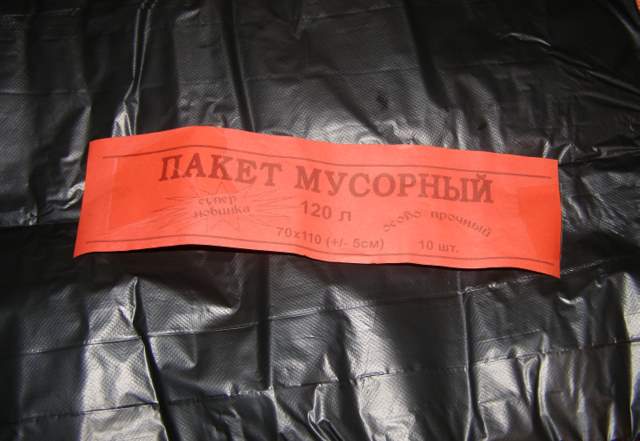 ПАКЕТ МУСОРНЫЙ
супер
новинка
120 л
особо прочный
70х110 (+/- 5см)
10 шт.